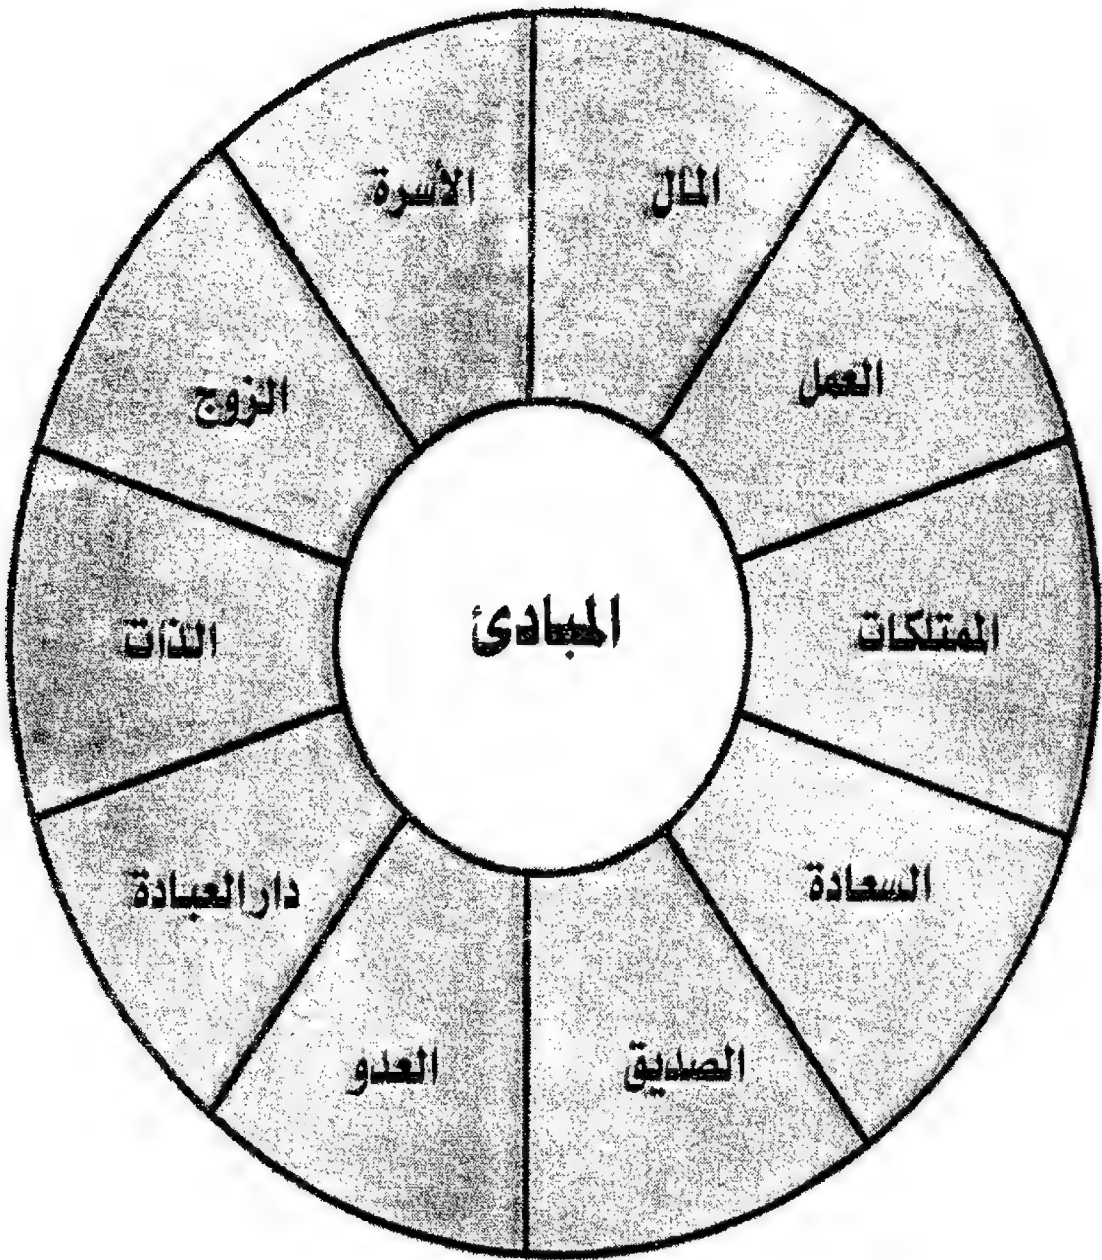 المال
الأسرة
العمل
الزوج
المبادئ
الممتلكات
الذات
السعادة
دار العبادة
الصديق
العدو